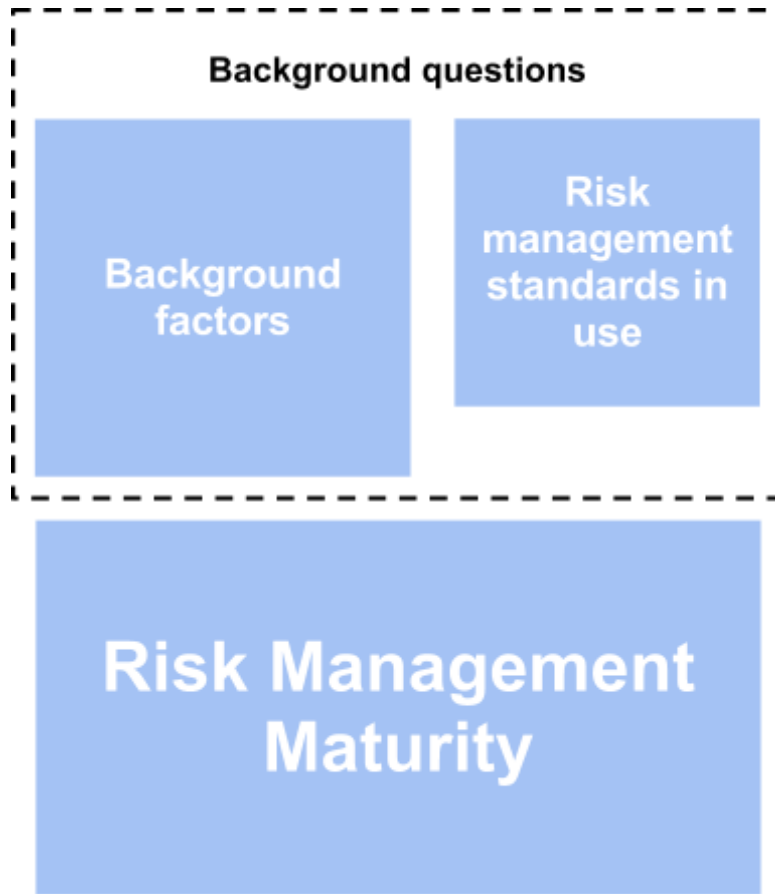 Background questions
Background
factors
Risk
management
standards in
use
Risk Management
Maturity